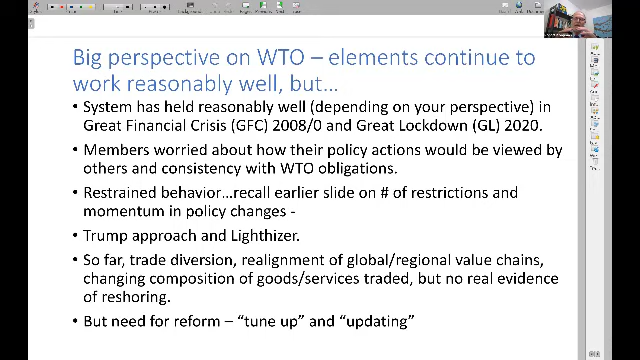 Big perspective on WTO – elements continue to
work reasonably well, but…
• System has held reasonably well (depending on your perspective) in
Great Financial Crisis (GFC) 2008/0 and Great Lockdown (GL) 2020.
• Members worried about how their policy actions would be viewed by
others and consistency with WTO obligations.
• Restrained behavior…recall earlier slide on # of restrictions and
momentum in policy changes -
• Trump approach and Lighthizer.
• So far, trade diversion, realignment of global/regional value chains,
changing composition of goods/services traded, but no real evidence
of reshoring.
• But need for reform – “tune up” and “updating”